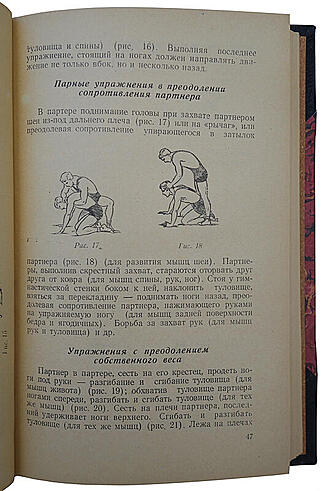 туловища и спины) (рис. 16). Выполняя последнее
упражнение, стоящий на ногах должен направлять дви-
жение не только вбок, но и несколько назад.
Парные упражнения в преодолении
сопротивления партнера
В партере поднимание головы при захвате партнером
шеи из-под дальнего плеча (рис. 17) или на «рычаг», или
преодолевая сопротивление упирающегося в затылок
Рис. 17
Рис. 18
партнера (рис. 18) (для развития мышц шеи). Партне-
ры, выполнив скрестный захват, стараются оторвать друг
друга от ковра (для мышц спины, рук, ног). Стоя у гим-
настической стенки боком к ней, наклонить туловище,
взяться за перекладину — поднимать ноги назад, прео-
долевая сопротивление партнера, нажимающего руками
на упражняемую ногу (для мышц задней поверхности
бедра и ягодичных). Борьба за захват рук (для мышц
рук и туловища) и др.
Упражнения с преодолением
собственного веса
Партнер в партере, сесть на его крестец, продеть но-
ги под руки — разгибание и сгибание туловища (для
мышц живота) (рис. 19); обхватив туловище партнера
ногами спереди, разгибать и сгибать туловище (для тех
же мышц) (рис. 20). Сесть на плечи партнера, послед-
ний удерживает ноги верхнего. Сгибать и разгибать
туловище (для тех же мышц) (рис. 21). Лежа на плечах
47